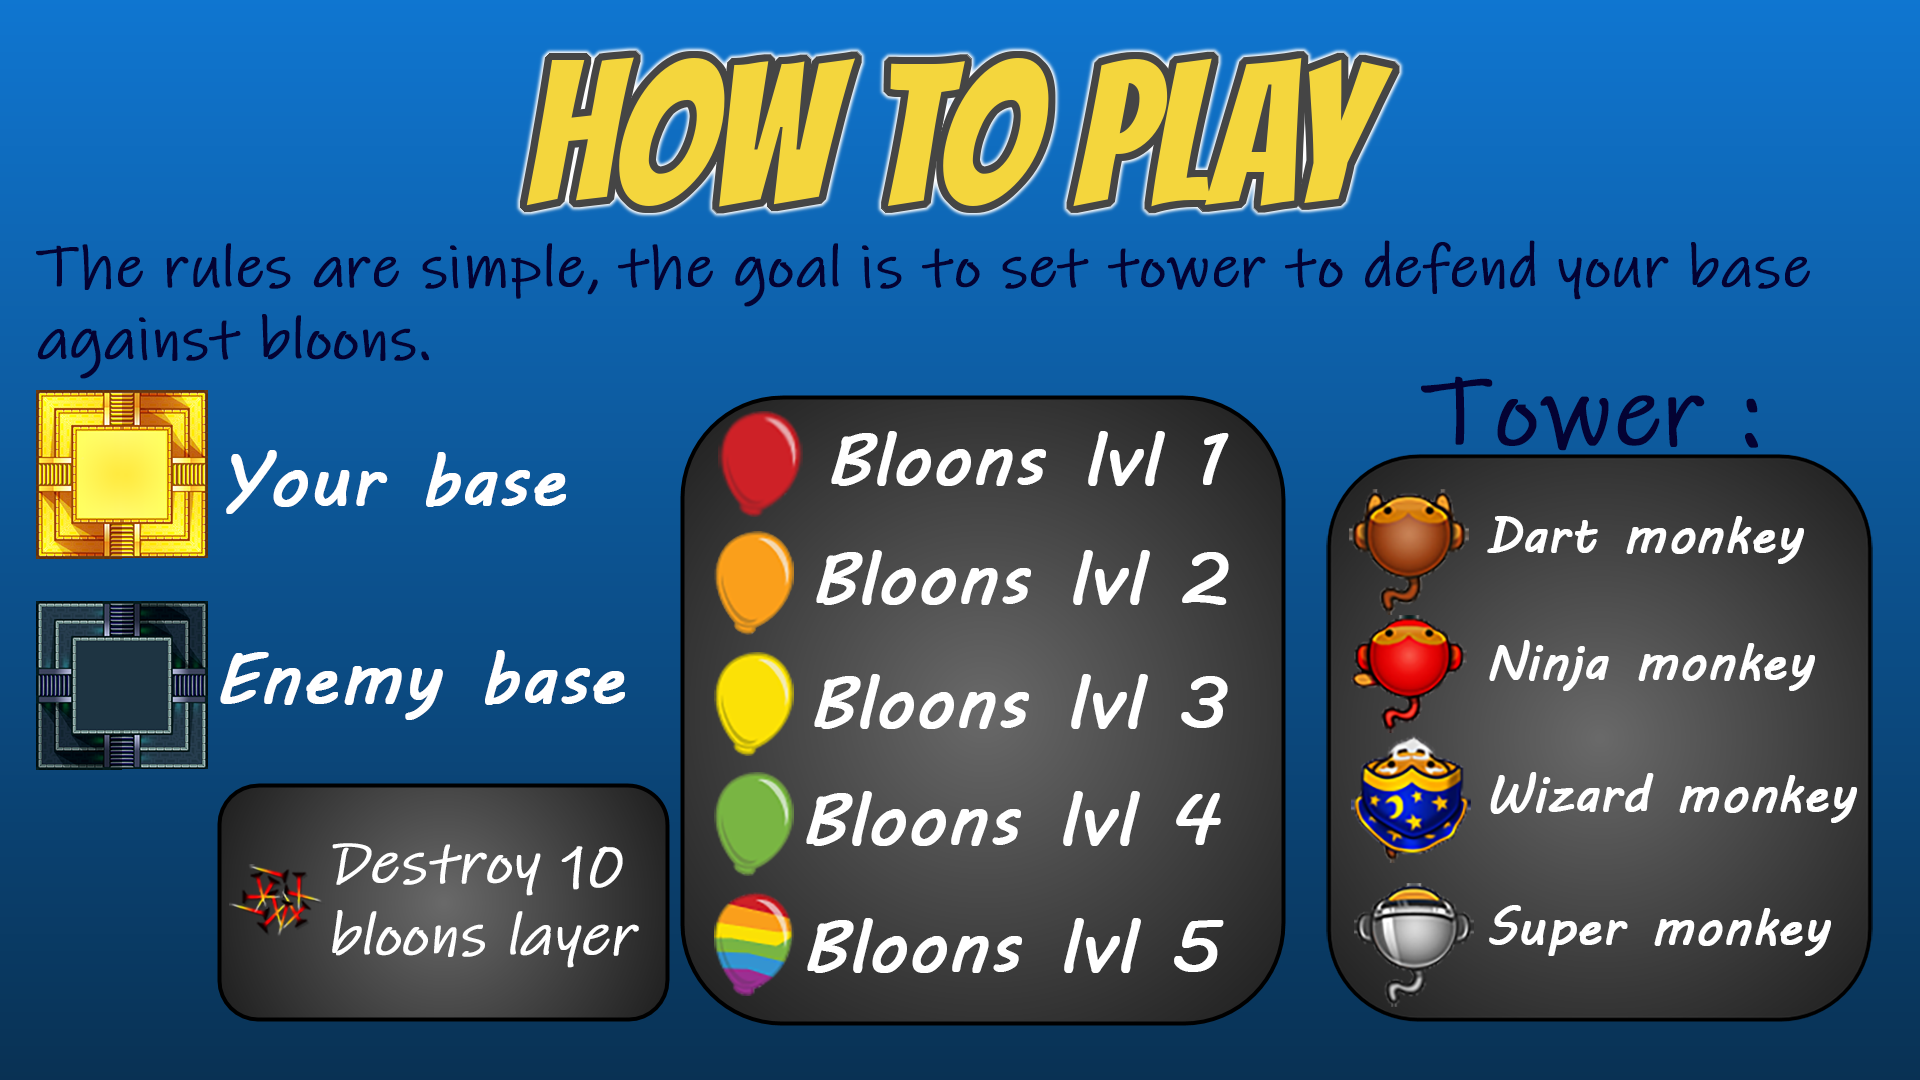 HOW TO PLAY
The rules are simple, the goal is to set tower to defend your base
against bloons.
Your base
Enemy base
Destroy 10
bloons layer
Bloons lvl 1
Bloons lvl 2
Bloons lvl 3
Bloons lvl 4
Bloons lvl 5
Tower :
Dart monkey
Ninja monkey
Wizard monkey
Super monkey